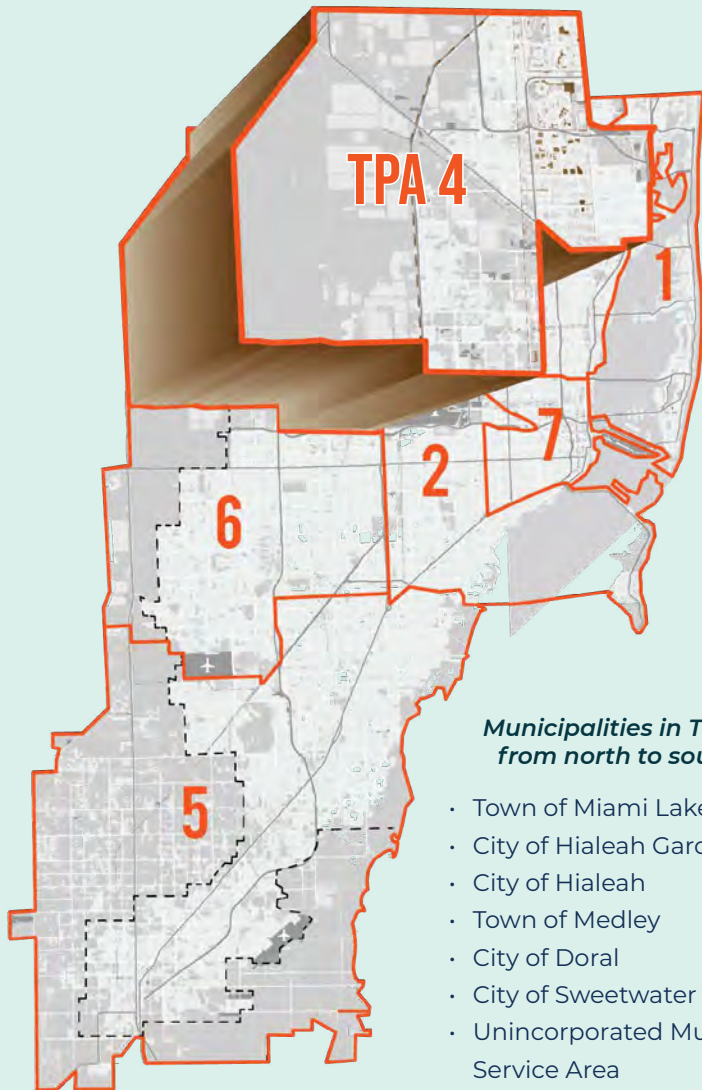 TPA 4
1
7
2
6
5
Municipalities in T
from north to sou
· Town of Miami Lake
· City of Hialeah Gar
· City of Hialeah
· Town of Medley
· City of Doral
· City of Sweetwater
· Unincorporated Mu
Service Area